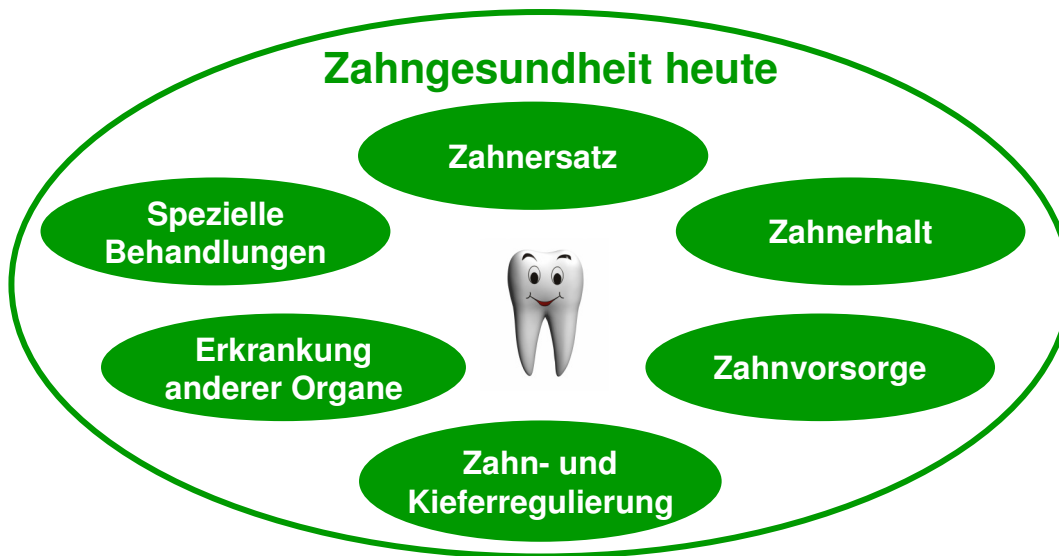 Zahngesundheit heute
Zahnersatz
Spezielle
Behandlungen
Zahnerhalt
Erkrankung
anderer Organe
Zahnvorsorge
Zahn- und
Kieferregulierung